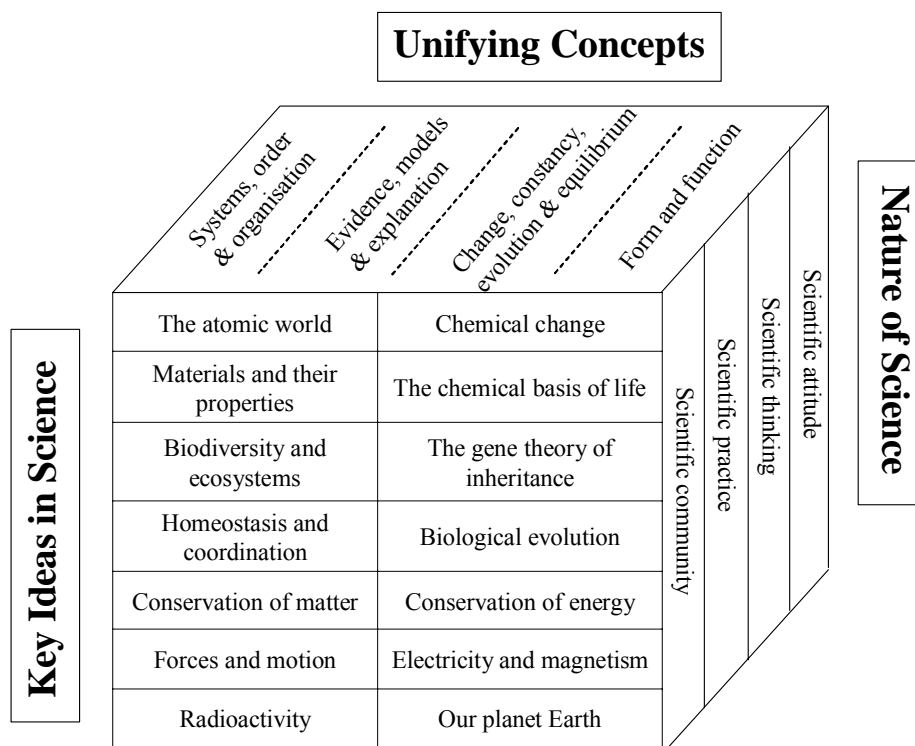 Unifying Concepts
Systems, order
& organisation
Evidence, models
& explanation
Change, constancy,
evolution & equilibrium
Form and function
Key Ideas in Science
The atomic world
Chemical change
Materials and their
properties
The chemical basis of life
Biodiversity and
ecosystems
The gene theory of
inheritance
Homeostasis and
coordination
Biological evolution
Conservation of matter
Conservation of energy
Forces and motion
Electricity and magnetism
Radioactivity
Our planet Earth
Scientific community
Scientific practice
Scientific thinking
Scientific attitude
Nature of Science